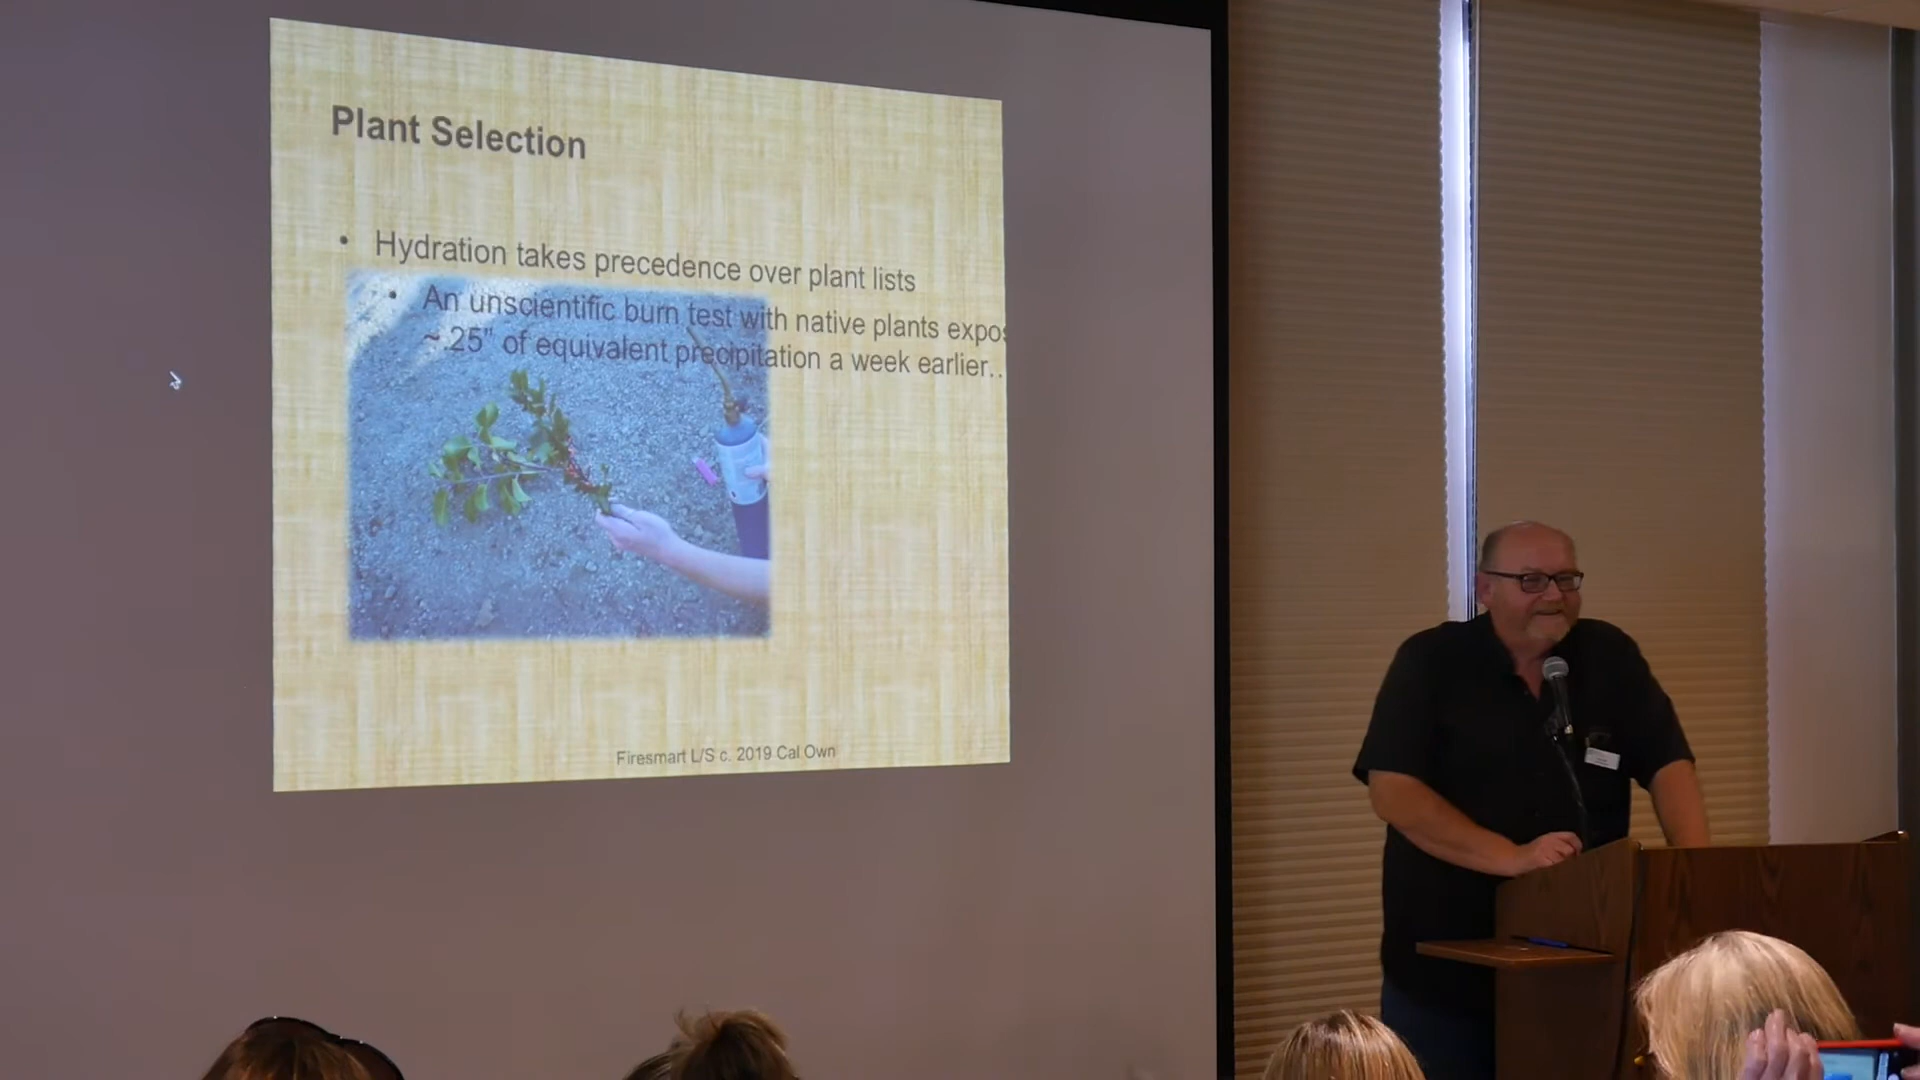 Plant Selection
• Hydration takes precedence over plant lists
• An unscientific burn test with native plants expos
~.25" of equivalent precipitation a week earlier..
Firesmart L/S c. 2019 Cal Own